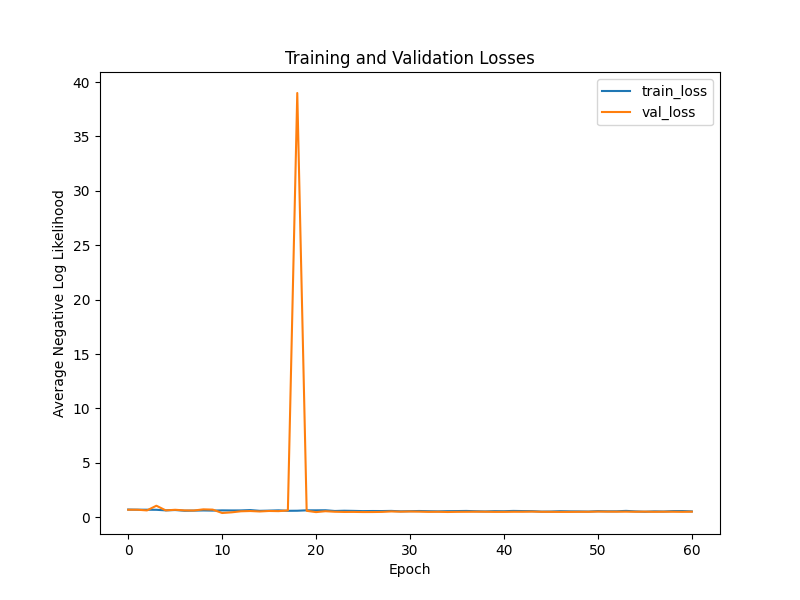 Training and Validation Losses
train_loss
val_loss
40
35
30
25
20
15
10
5
0
Average Negative Log Likelihood
0 10 20 30 40 50 60
Epoch